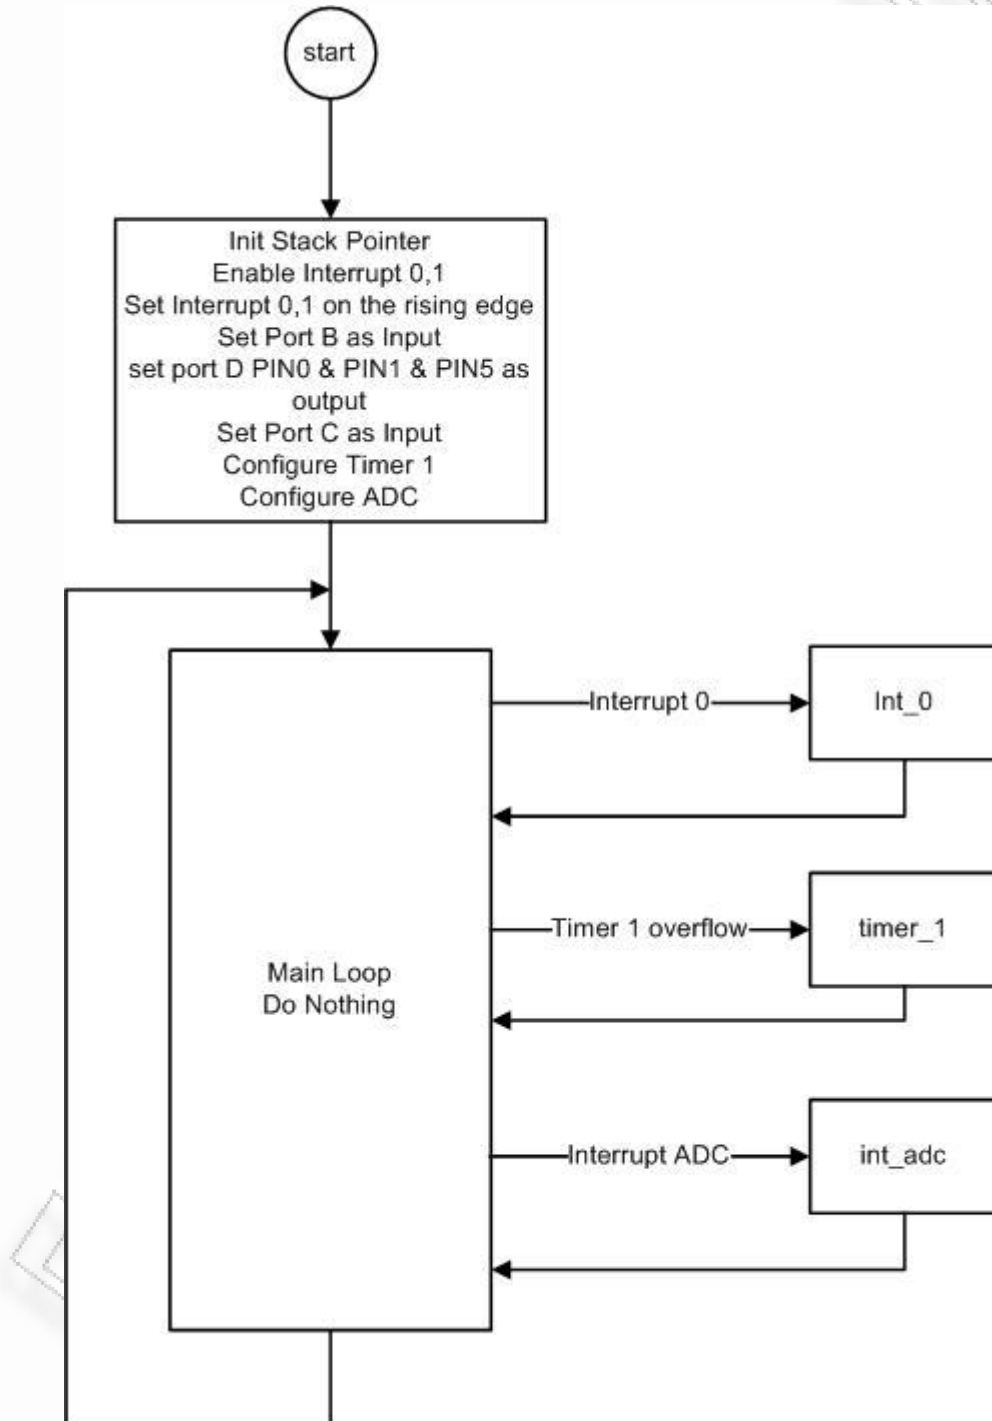 start
Init Stack Pointer
Enable Interrupt 0,1
Set Interrupt 0,1 on the rising edge
Set Port B as Input
set port D PIN0 & PIN1 & PIN5 as
output
Set Port C as Input
Configure Timer 1
Configure ADC
Interrupt 0
Int_0
Timer 1 overflow
timer_1
Main Loop
Do Nothing
Interrupt ADC
int_adc